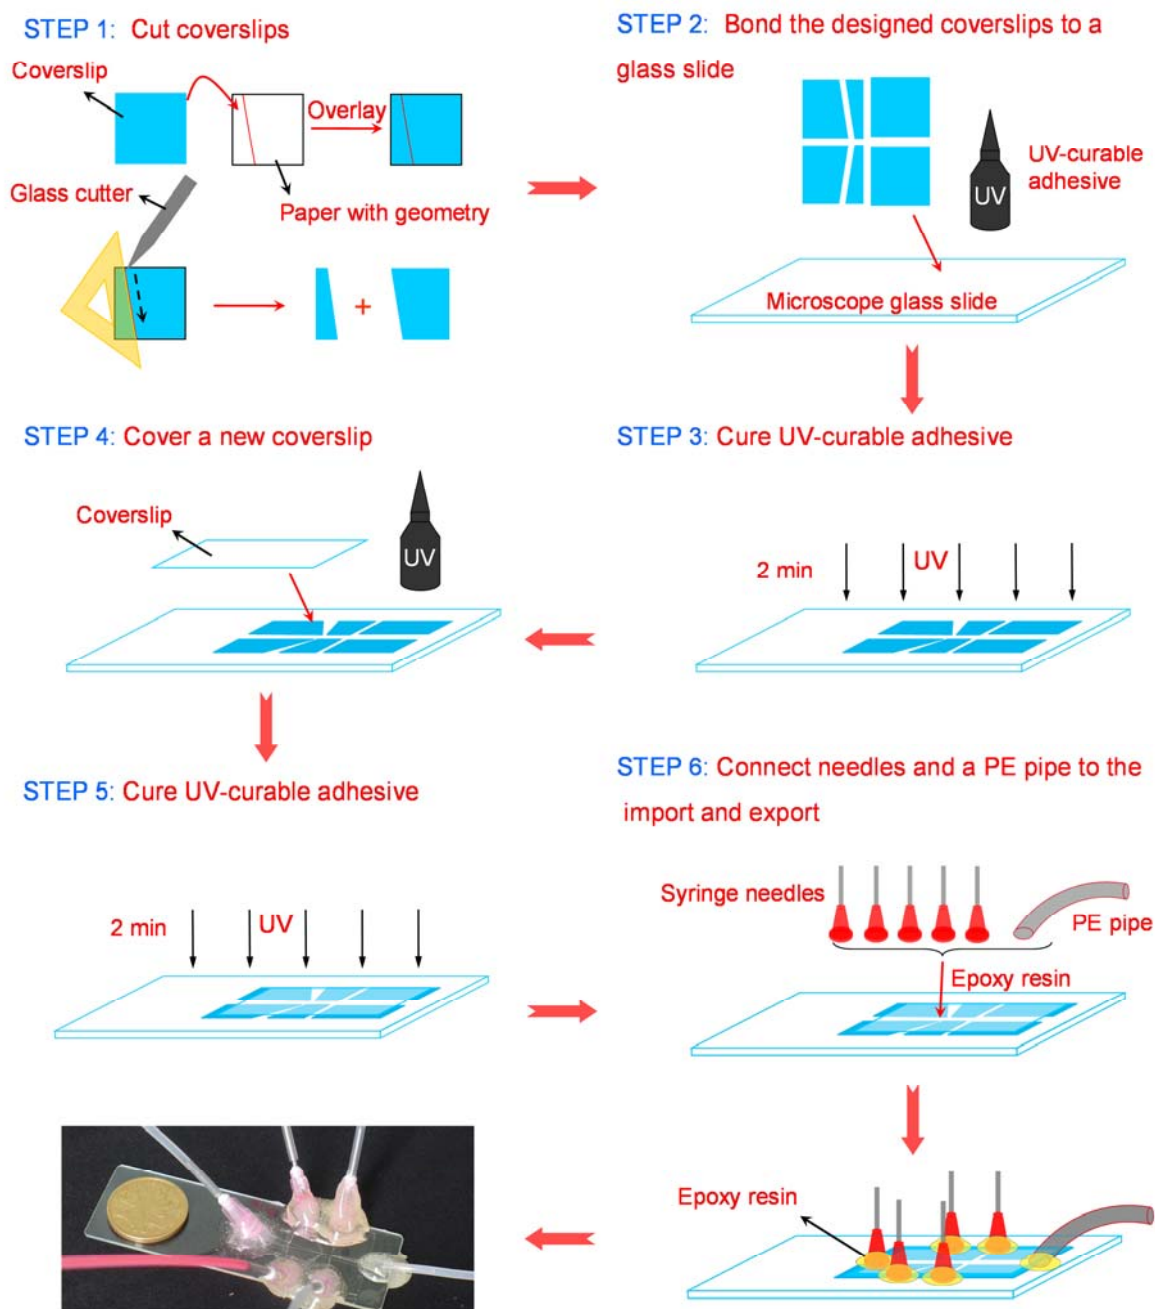 STEP 1: Cut coverslips
Coverslip
Overlay
Glass cutter
Paper with geometry
+
STEP 2: Bond the designed coverslips to a
glass slide
UV-curable
adhesive
UV
Microscope glass slide
STEP 3: Cure UV-curable adhesive
2 min
UV
STEP 4: Cover a new coverslip
Coverslip
UV
STEP 5: Cure UV-curable adhesive
2 min
UV
STEP 6: Connect needles and a PE pipe to the
import and export
Syringe needles
PE pipe
Epoxy resin
Epoxy resin